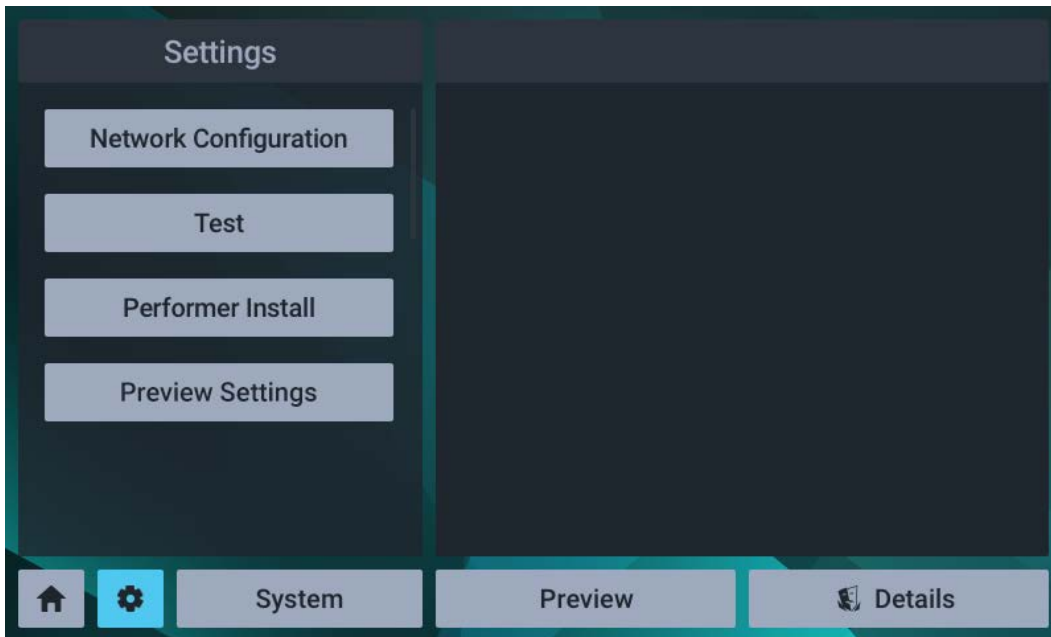 Settings
Network Configuration
Test
Performer Install
Preview Settings
System
Preview
Details